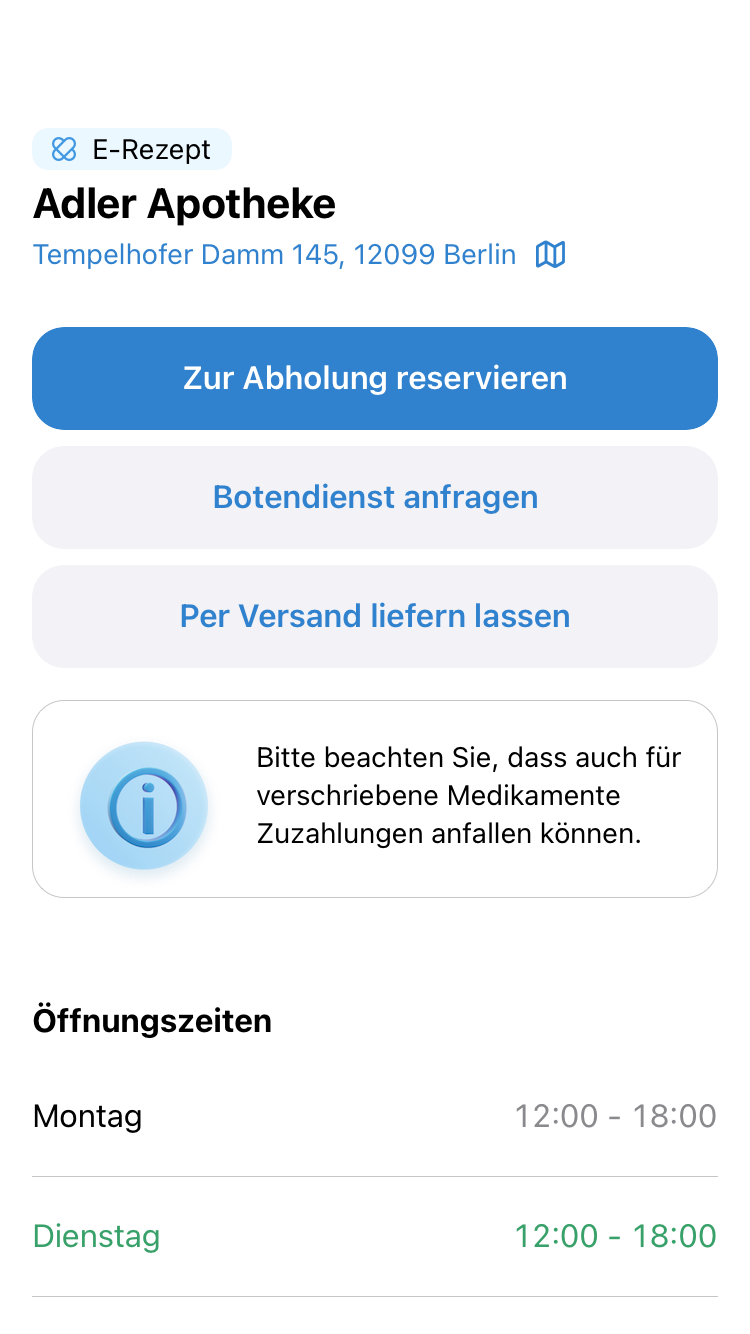 E-Rezept
Adler Apotheke
Tempelhofer Damm 145, 12099 Berlin
Zur Abholung reservieren
Botendienst anfragen
Per Versand liefern lassen
Bitte beachten Sie, dass auch für
verschriebene Medikamente
Zuzahlungen anfallen können.
Öffnungszeiten
Montag 12:00 - 18:00
Dienstag 12:00 - 18:00